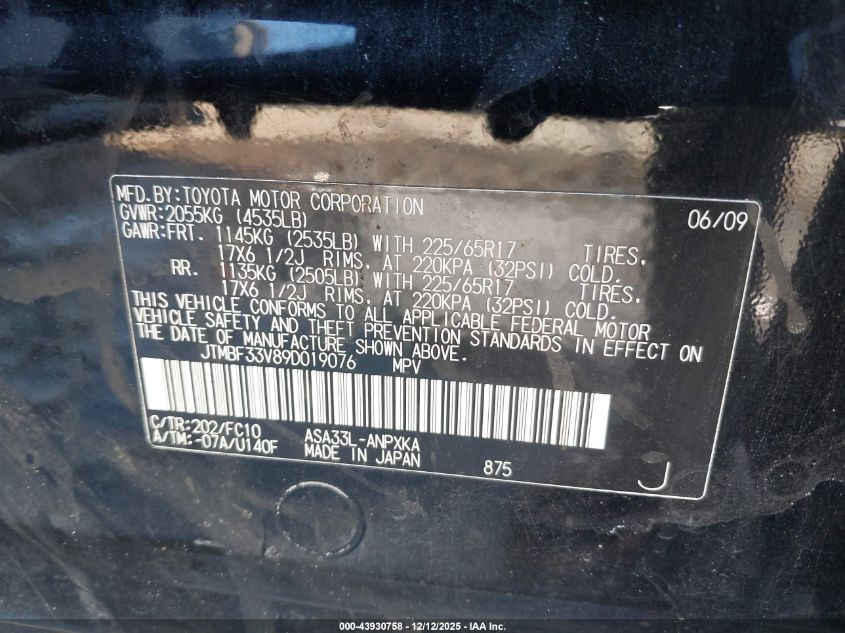 MFD.BY:TOYOTA MOTOR CORPORATION 06/09
GVWR:2055KG (4535LB)
GAWR:FRT. 1145KG (2535LB) WITH 225/65R17 TIRES,
17X6 1/2J RIMS, AT 220KPA (32PSI) COLD.
RR. 1135KG (2505LB) WITH 225/65R17 TIRES,
17X6 1/2J RIMS, AT 220KPA (32PSI) COLD.
THIS VEHICLE CONFORMS TO ALL APPLICABLE FEDERAL MOTOR
VEHICLE SAFETY AND THEFT PREVENTION STANDARDS IN EFFECT ON
THE DATE OF MANUFACTURE SHOWN ABOVE.
JTMBF33V89D019076 MPV
C/TR:202/FC10 ASA33L-ANPXKA
A/TM:-07A/U140F MADE IN JAPAN 875 J
000-43930758 - 12/12/2025 - IAA Inc.